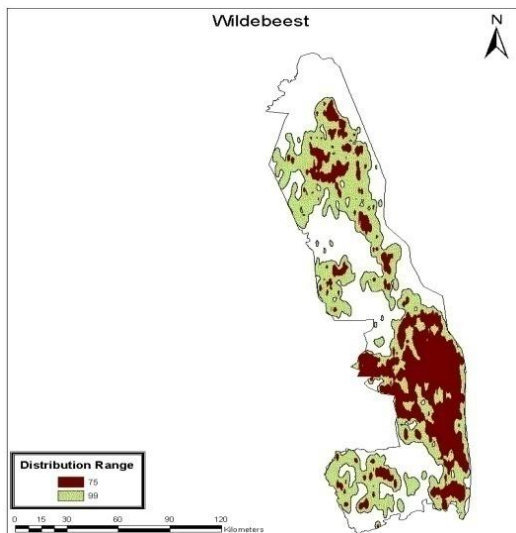 Wildebeest
N
Distribution Range
75
99
0 15 30 60 90 120
Kilometers